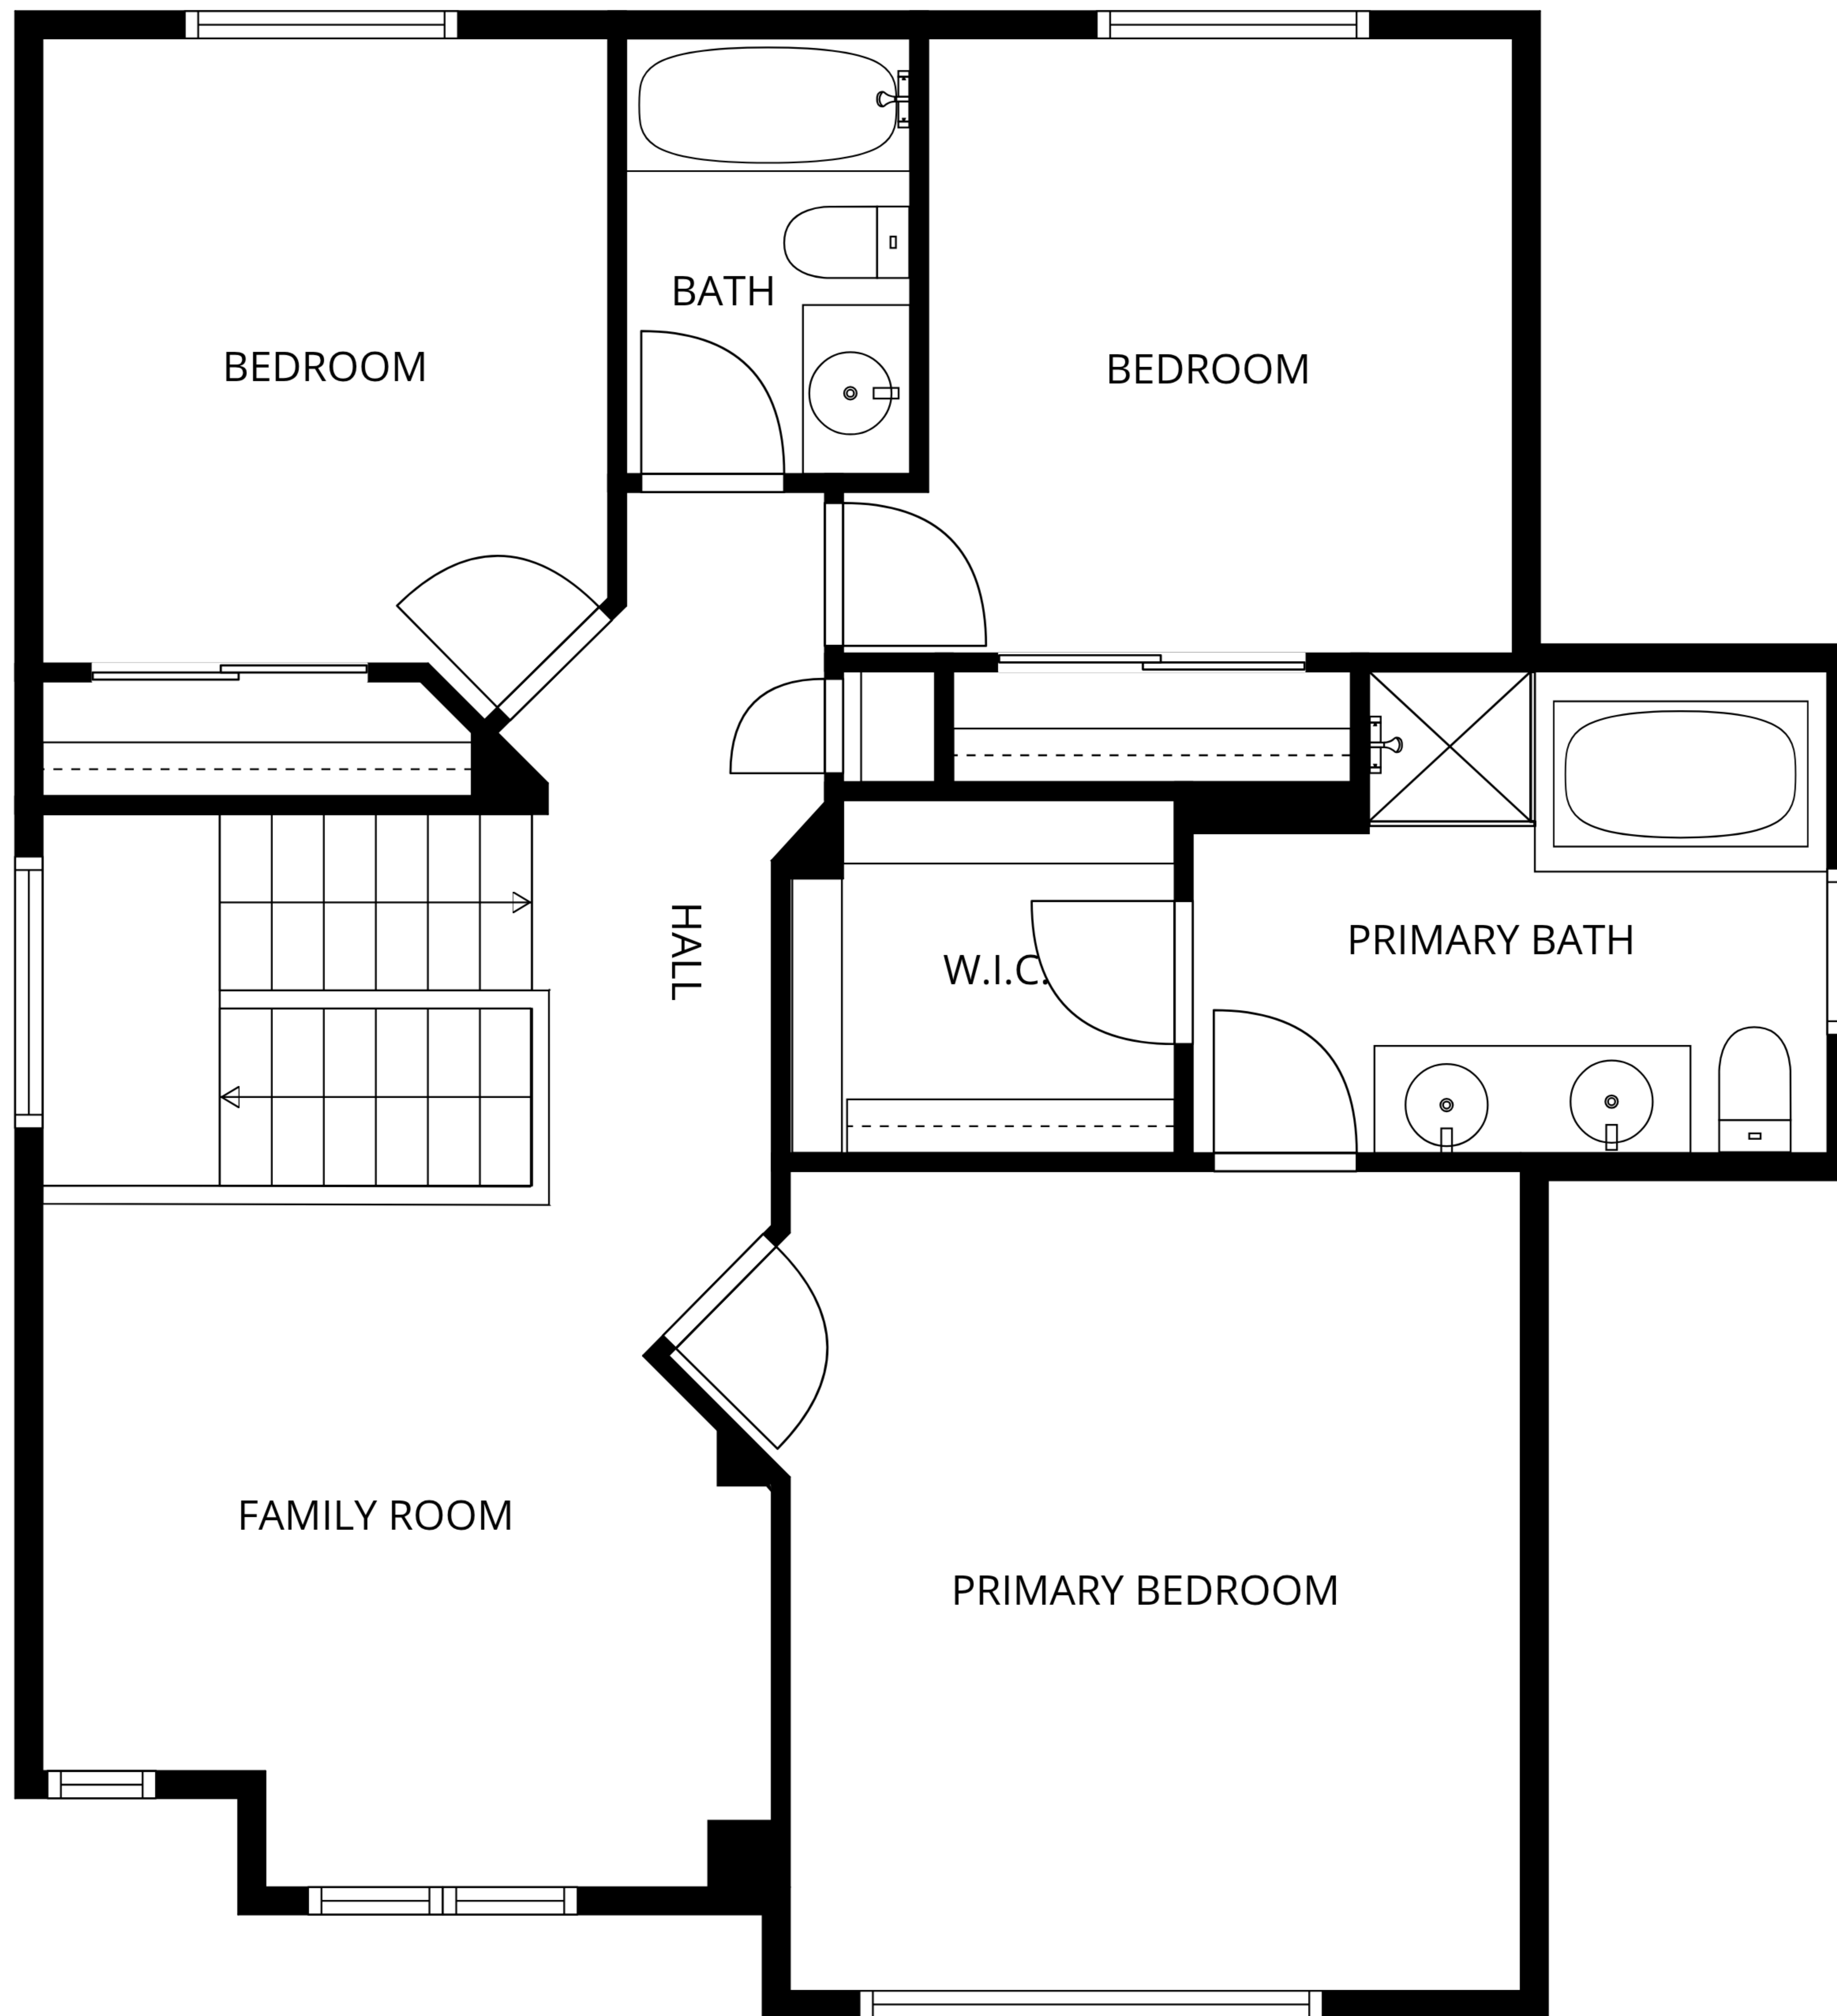 BATH
BEDROOM
BEDROOM
HALL
W.I.C.
PRIMARY BATH
FAMILY ROOM
PRIMARY BEDROOM